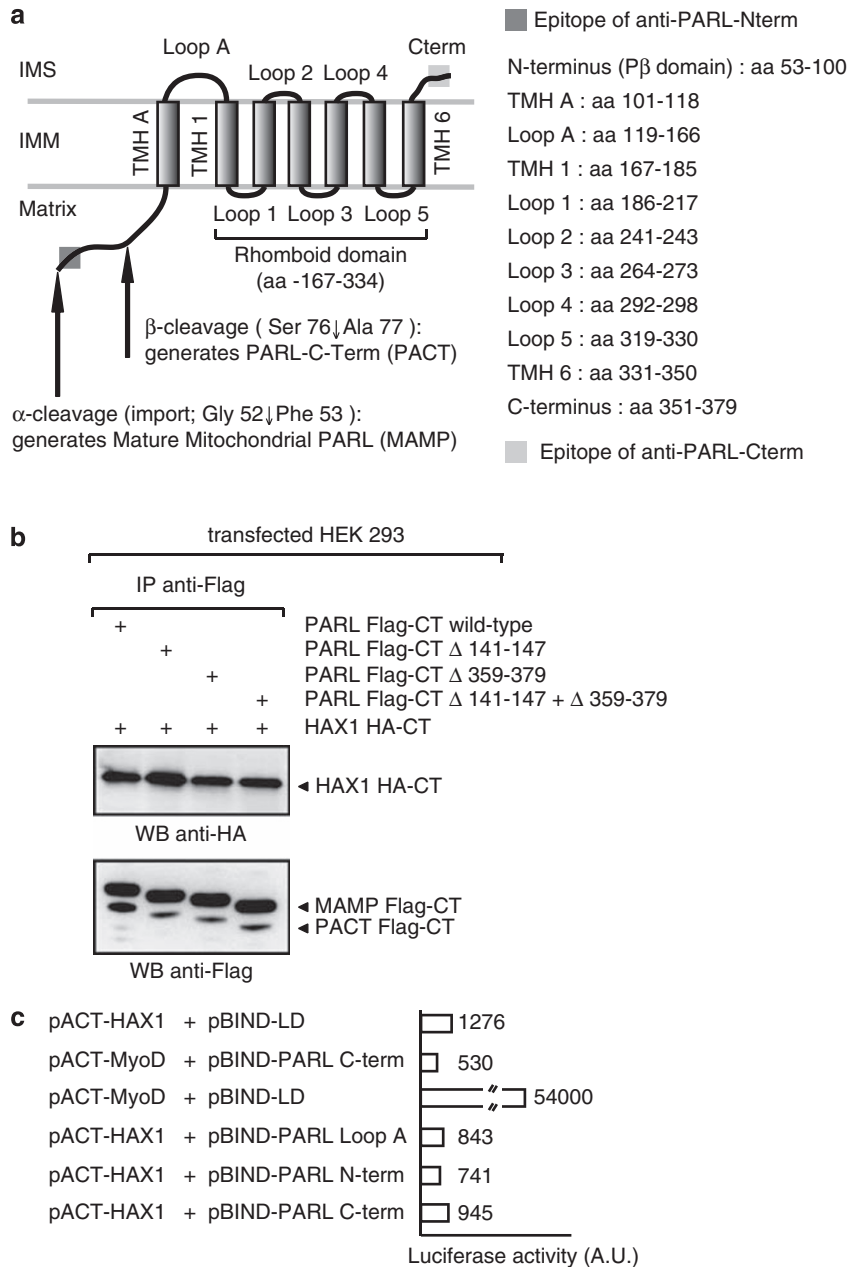 a
Epitope of anti-PARL-Nterm
Loop A
Cterm
IMS
Loop 2
Loop 4
TMH A
TMH 1
TMH 6
IMM
Matrix
Loop 1
Loop 3
Loop 5
Rhomboid domain
(aa -167-334)
β-cleavage ( Ser 76↓Ala 77 ):
generates PARL-C-Term (PACT)
α-cleavage (import; Gly 52↓Phe 53 ):
generates Mature Mitochondrial PARL (MAMP)
N-terminus (Pβ domain) : aa 53-100
TMH A : aa 101-118
Loop A : aa 119-166
TMH 1 : aa 167-185
Loop 1 : aa 186-217
Loop 2 : aa 241-243
Loop 3 : aa 264-273
Loop 4 : aa 292-298
Loop 5 : aa 319-330
TMH 6 : aa 331-350
C-terminus : aa 351-379
Epitope of anti-PARL-Cterm
b
transfected HEK 293
IP anti-Flag
+ PARL Flag-CT wild-type
+ PARL Flag-CT Δ 141-147
+ PARL Flag-CT Δ 359-379
+ PARL Flag-CT Δ 141-147 + Δ 359-379
+ + + + HAX1 HA-CT
HAX1 HA-CT
WB anti-HA
MAMP Flag-CT
PACT Flag-CT
WB anti-Flag
c
pACT-HAX1 + pBIND-LD 1276
pACT-MyoD + pBIND-PARL C-term 530
pACT-MyoD + pBIND-LD 54000
pACT-HAX1 + pBIND-PARL Loop A 843
pACT-HAX1 + pBIND-PARL N-term 741
pACT-HAX1 + pBIND-PARL C-term 945
Luciferase activity (A.U.)